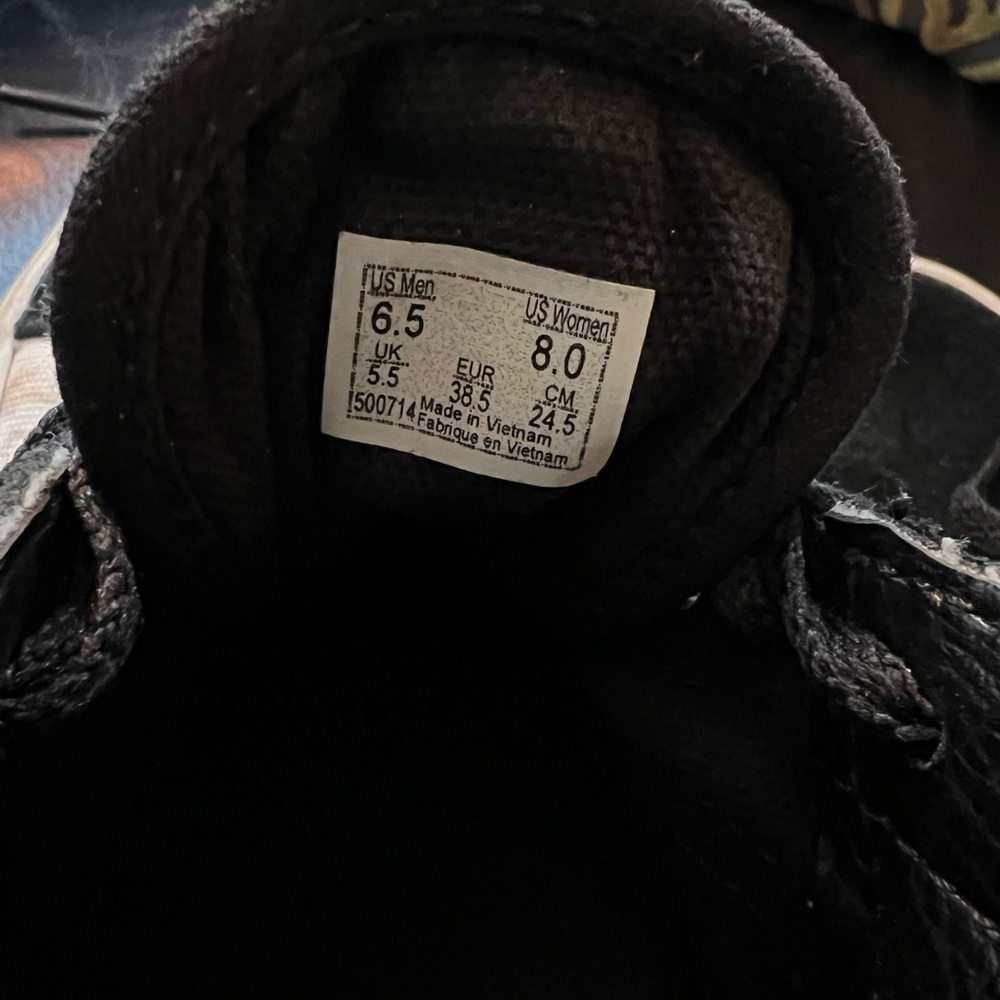 US Men US Women
6.5 8.0
UK EUR CM
5.5 38.5 24.5
500714 Made in Vietnam
Fabrique en Vietnam